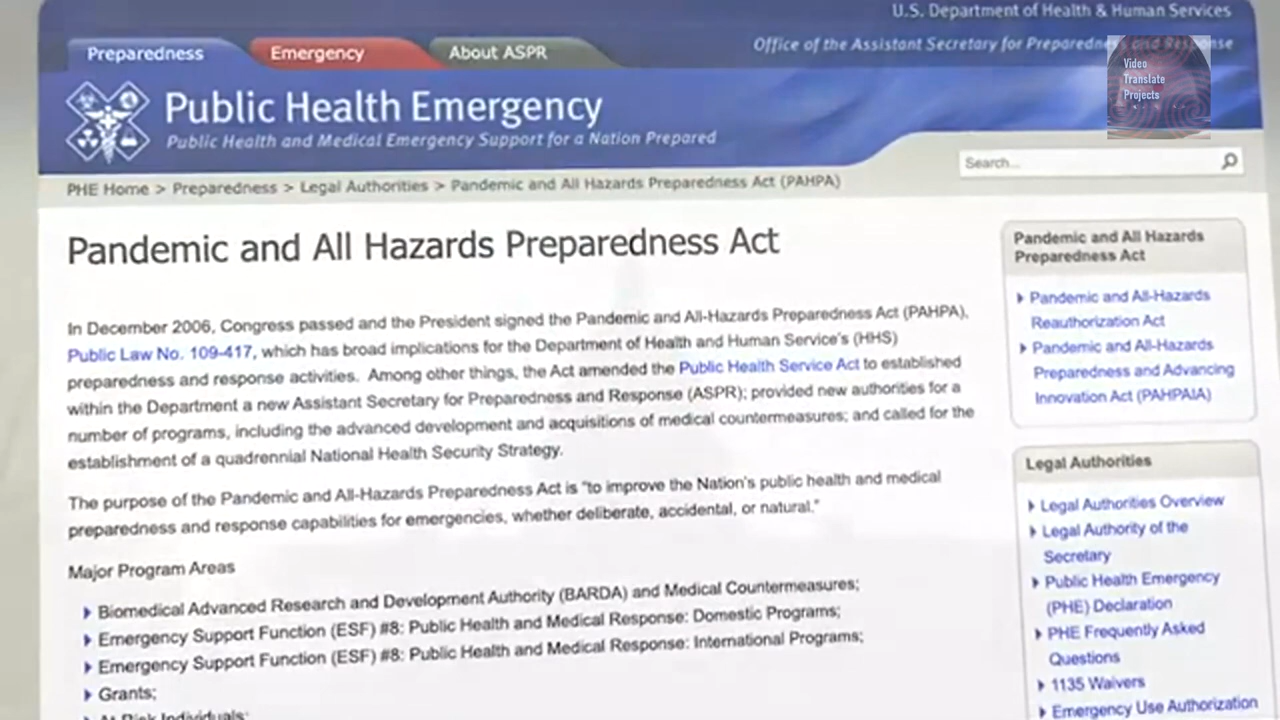 U.S. Department of Health & Human Services
Preparedness
Emergency
About ASPR
Office of the Assistant Secretary for Preparedness and Response
Video
Translate
Projects
Public Health Emergency
Public Health and Medical Emergency Support for a Nation Prepared
Search...
PHE Home > Preparedness > Legal Authorities > Pandemic and All Hazards Preparedness Act (PAHPA)
Pandemic and All Hazards Preparedness Act
In December 2006, Congress passed and the President signed the Pandemic and All-Hazards Preparedness Act (PAHPA),
Public Law No. 109-417, which has broad implications for the Department of Health and Human Service's (HHS)
preparedness and response activities. Among other things, the Act amended the Public Health Service Act to established
within the Department a new Assistant Secretary for Preparedness and Response (ASPR); provided new authorities for a
number of programs, including the advanced development and acquisitions of medical countermeasures; and called for the
establishment of a quadrennial National Health Security Strategy.
The purpose of the Pandemic and All-Hazards Preparedness Act is "to improve the Nation's public health and medical
preparedness and response capabilities for emergencies, whether deliberate, accidental, or natural."
Major Program Areas
Biomedical Advanced Research and Development Authority (BARDA) and Medical Countermeasures;
Emergency Support Function (ESF) #8: Public Health and Medical Response: Domestic Programs;
Emergency Support Function (ESF) #8: Public Health and Medical Response: International Programs;
Grants;
At Risk Individuals;
Pandemic and All Hazards
Preparedness Act
Pandemic and All-Hazards
Reauthorization Act
Pandemic and All-Hazards
Preparedness and Advancing
Innovation Act (PAHPAIA)
Legal Authorities
Legal Authorities Overview
Legal Authority of the
Secretary
Public Health Emergency
(PHE) Declaration
PHE Frequently Asked
Questions
1135 Waivers
Emergency Use Authorization